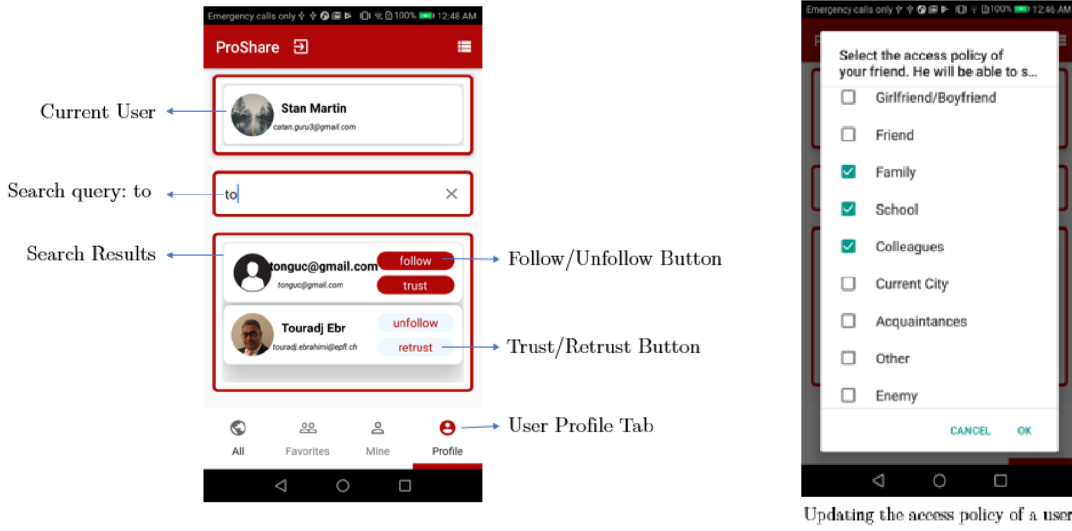 Emergency calls only 100% 12:48 AM
ProShare
Current User
Stan Martin
catan.guru3@gmail.com
Search query: to
to
Search Results
tonguc@gmail.com
tonguc@gmail.com
follow
trust
Follow/Unfollow Button
Touradj Ebr
touradj.ebrahimi@epfl.ch
unfollow
retrust
Trust/Retrust Button
User Profile Tab
All Favorites Mine Profile
Emergency calls only 100% 12:46 AM
Select the access policy of
your friend. He will be able to s...
Girlfriend/Boyfriend
Friend
Family
School
Colleagues
Current City
Acquaintances
Other
Enemy
CANCEL OK
Updating the access policy of a user